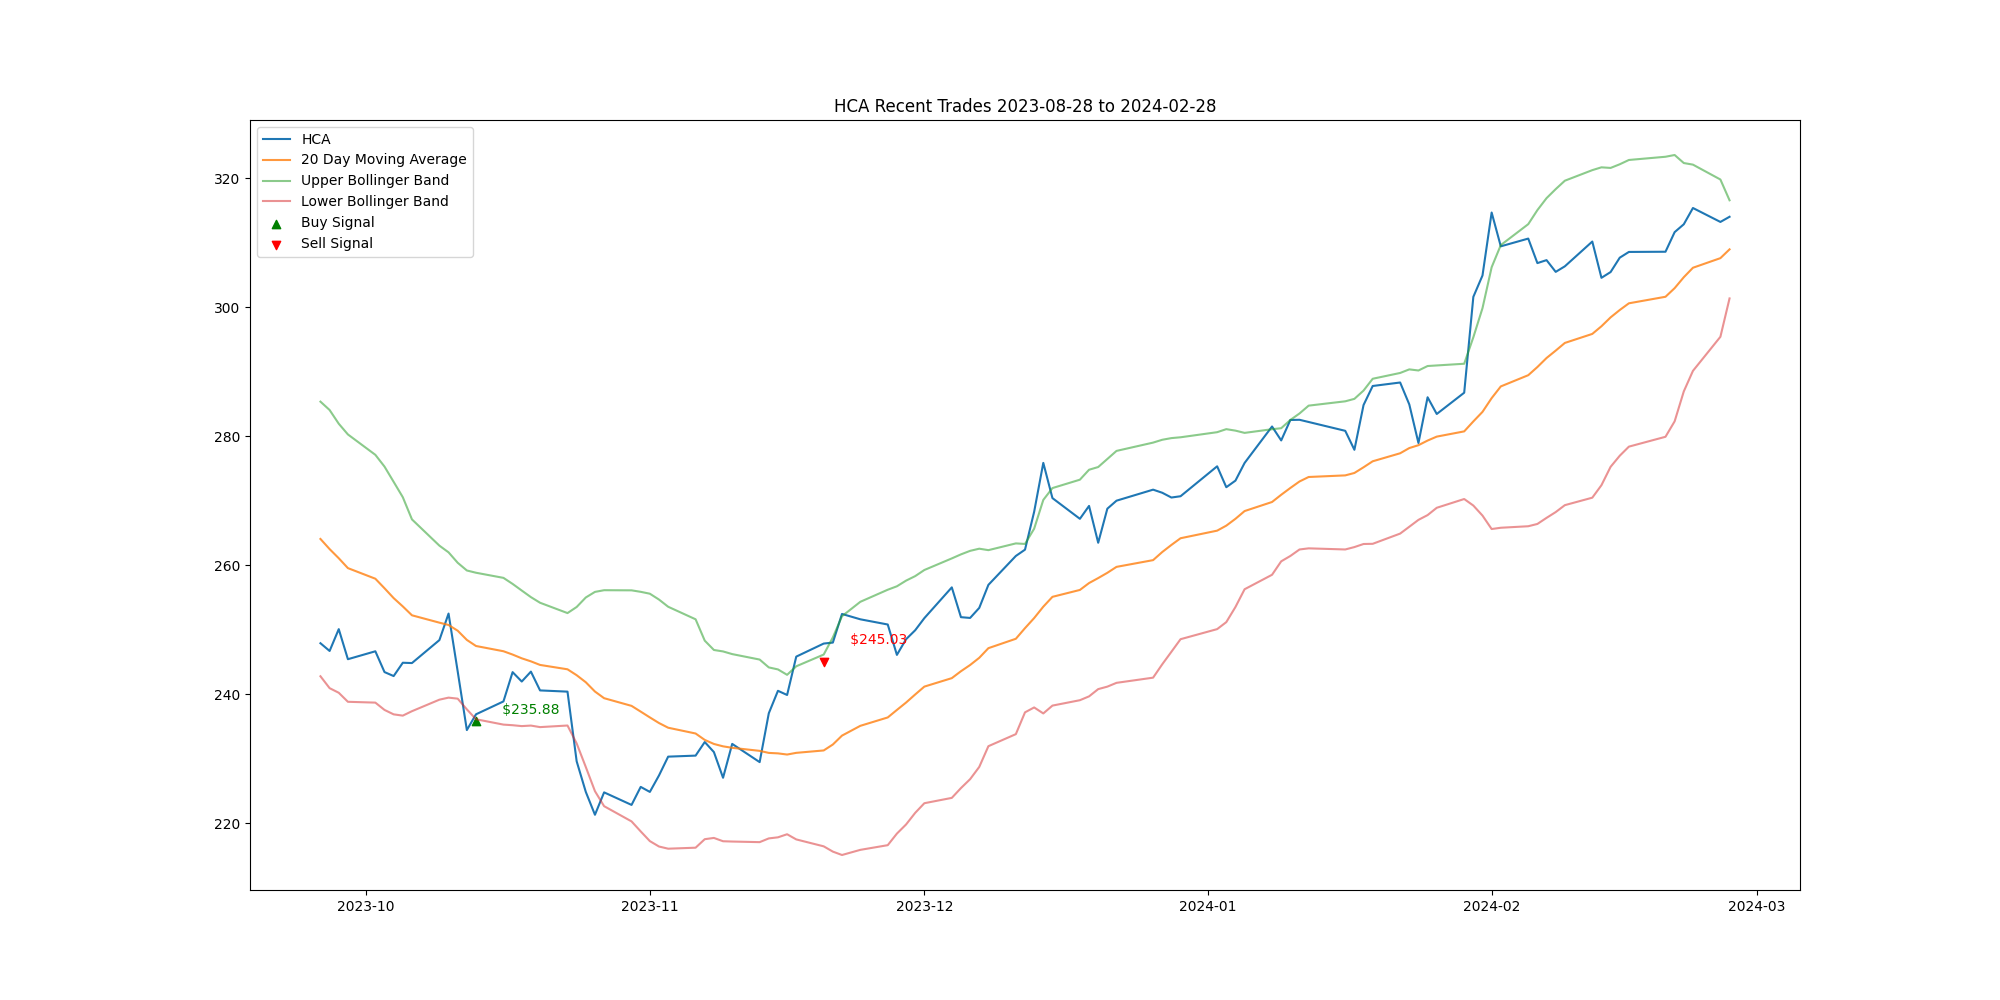 HCA Recent Trades 2023-08-28 to 2024-02-28
HCA
20 Day Moving Average
Upper Bollinger Band
Lower Bollinger Band
Buy Signal
Sell Signal
320
300
280
260
240
220
$245.03
$235.88
2023-10
2023-11
2023-12
2024-01
2024-02
2024-03